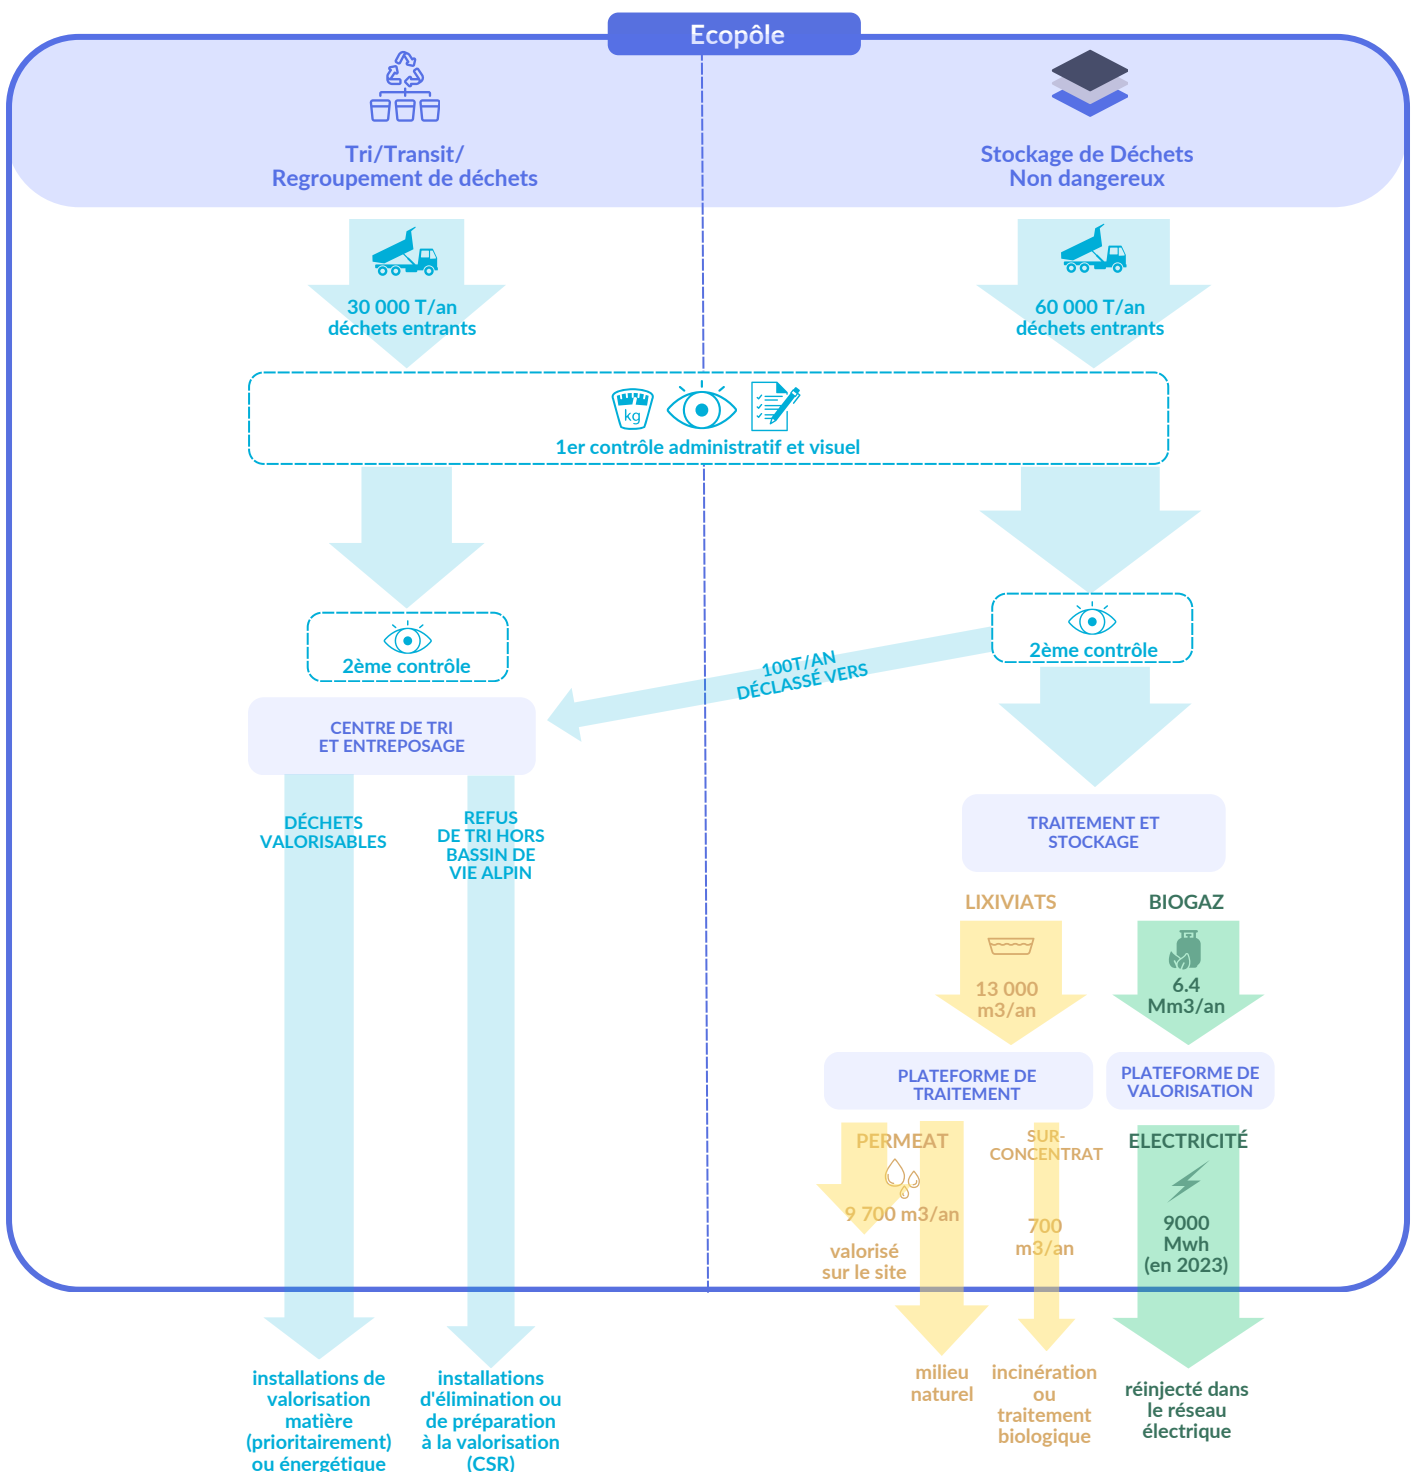 Ecopôle
Tri/Transit/
Regroupement de déchets
Stockage de Déchets
Non dangereux
30 000 T/an
déchets entrants
60 000 T/an
déchets entrants
kg
1er contrôle administratif et visuel
2ème contrôle
2ème contrôle
100T/AN
DÉCLASSÉ VERS
CENTRE DE TRI
ET ENTREPOSAGE
DÉCHETS
VALORISABLES
REFUS
DE TRI HORS
BASSIN DE
VIE ALPIN
TRAITEMENT ET
STOCKAGE
LIXIVIATS
BIOGAZ
13 000
m3/an
6.4
Mm3/an
PLATEFORME DE
TRAITEMENT
PLATEFORME DE
VALORISATION
PERMEAT
9 700 m3/an
valorisé
sur le site
SUR-
CONCENTRAT
700
m3/an
ELECTRICITÉ
9000
Mwh
(en 2023)
installations de
valorisation
matière
(prioritairement)
ou énergétique
installations
d'élimination ou
de préparation
à la valorisation
(CSR)
milieu
naturel
incinération
ou
traitement
biologique
réinjecté dans
le réseau
électrique